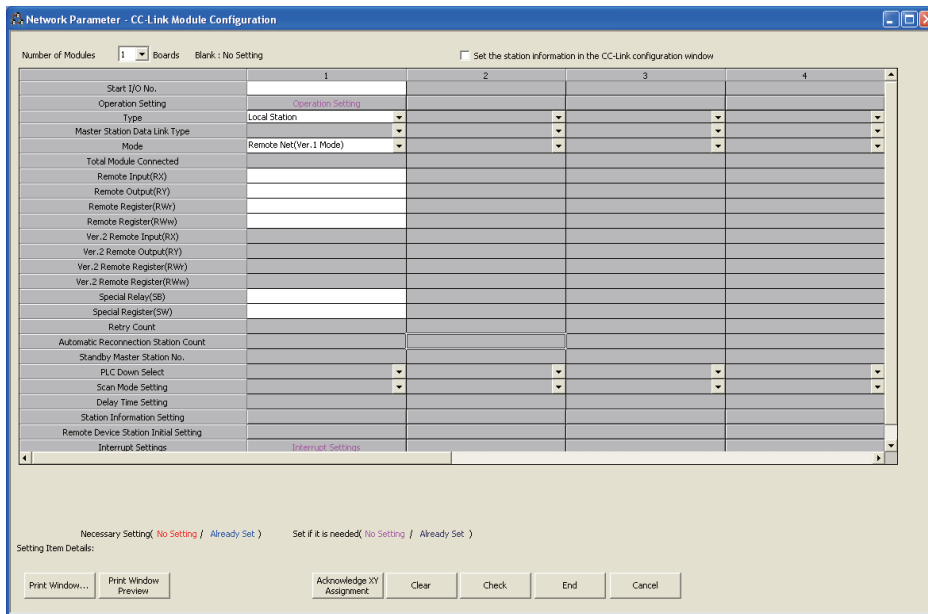 Network Parameter - CC-Link Module Configuration
Number of Modules 1 Boards Blank : No Setting Set the station information in the CC-Link configuration window
1 2 3 4
Start I/O No.
Operation Setting Operation Setting
Type Local Station
Master Station Data Link Type
Mode Remote Net(Ver.1 Mode)
Total Module Connected
Remote Input(RX)
Remote Output(RY)
Remote Register(RWr)
Remote Register(RWw)
Ver.2 Remote Input(RX)
Ver.2 Remote Output(RY)
Ver.2 Remote Register(RWr)
Ver.2 Remote Register(RWw)
Special Relay(SB)
Special Register(SW)
Retry Count
Automatic Reconnection Station Count
Standby Master Station No.
PLC Down Select
Scan Mode Setting
Delay Time Setting
Station Information Setting
Remote Device Station Initial Setting
Interrupt Settings Interrupt Settings
Necessary Setting( No Setting / Already Set ) Set if it is needed( No Setting / Already Set )
Setting Item Details:
Print Window... Print Window Preview Acknowledge XY Assignment Clear Check End Cancel